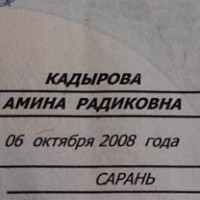 КАДЫРОВА
АМИНА РАДИКОВНА
06 октября 2008 года
САРАНЬ